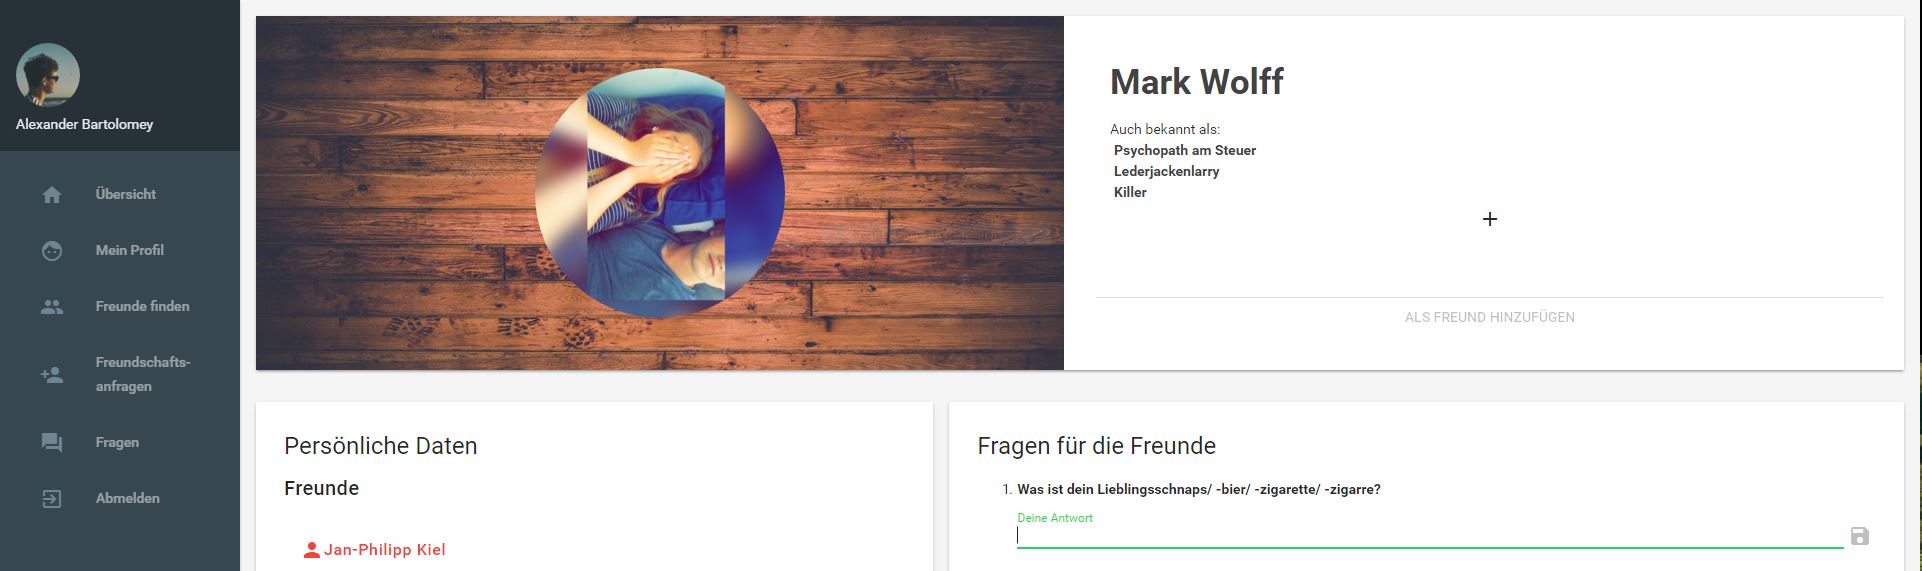 Alexander Bartolomey
Übersicht
Mein Profil
Freunde finden
Freundschafts-
anfragen
Fragen
Abmelden
Mark Wolff
Auch bekannt als:
Psychopath am Steuer
Lederjackenlarry
Killer
+
ALS FREUND HINZUFÜGEN
Persönliche Daten
Freunde
Jan-Philipp Kiel
Fragen für die Freunde
1. Was ist dein Lieblingsschnaps/ -bier/ -zigarette/ -zigarre?
Deine Antwort